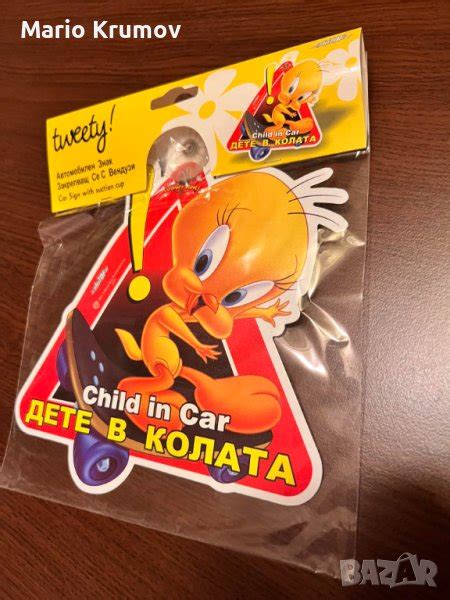 Mario Krumov
tweety!
Автомобилен Знак
Закрепващ Се С Вендузи
Car Sign with suction cup
Child in Car
ДЕТЕ В КОЛАТА
Child in Car
ДЕТЕ В КОЛАТА
BAZAR